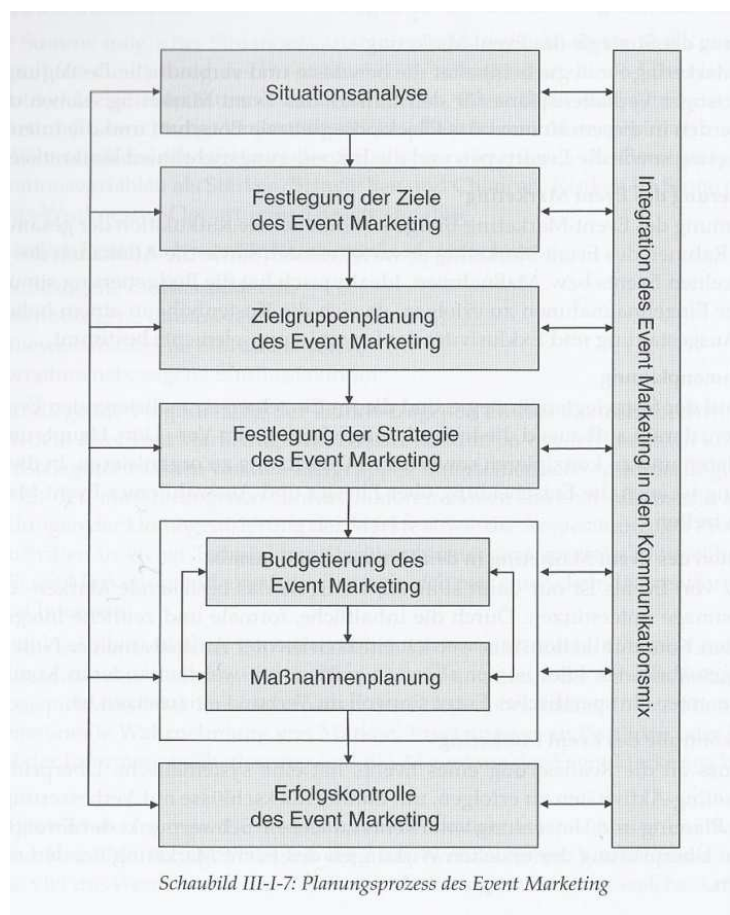 Situationsanalyse
Festlegung der Ziele
des Event Marketing
Zielgruppenplanung
des Event Marketing
Festlegung der Strategie
des Event Marketing
Budgetierung des
Event Marketing
Maßnahmenplanung
Erfolgskontrolle
des Event Marketing
Integration des Event Marketing in den Kommunikationsmix
Schaubild III-I-7: Planungsprozess des Event Marketing